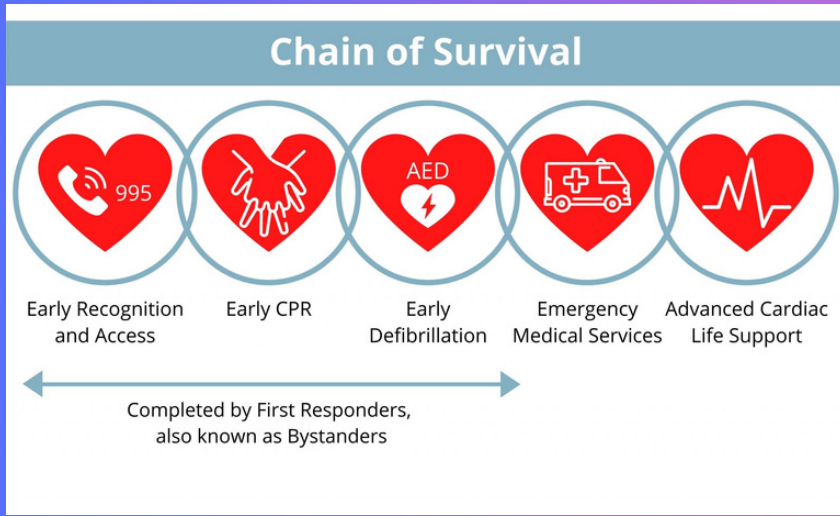 Chain of Survival
995
AED
Early Recognition
and Access
Early CPR
Early
Defibrillation
Emergency
Medical Services
Advanced Cardiac
Life Support
Completed by First Responders,
also known as Bystanders